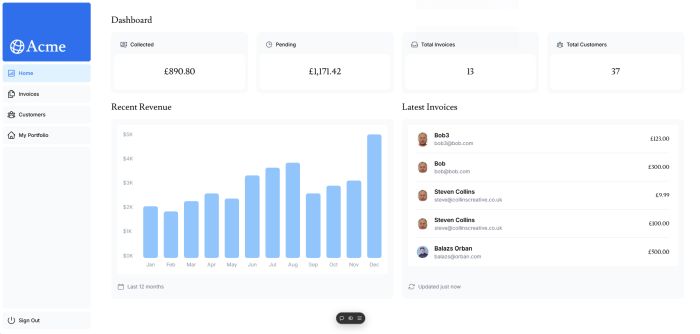 Acme
Home
Invoices
Customers
My Portfolio
Sign Out
Dashboard
Collected
£890.80
Pending
£1,171.42
Total Invoices
13
Total Customers
37
Recent Revenue
$5K
$4K
$3K
$2K
$1K
$0K
Jan Feb Mar Apr May Jun Jul Aug Sep Oct Nov Dec
Last 12 months
Latest Invoices
Bob3
bob3@bob.com
£123.00
Bob
bob@bob.com
£300.00
Steven Collins
steve@collinscreative.co.uk
£9.99
Steven Collins
steve@collinscreative.co.uk
£100.00
Balazs Orban
balazs@orban.com
£500.00
Updated just now